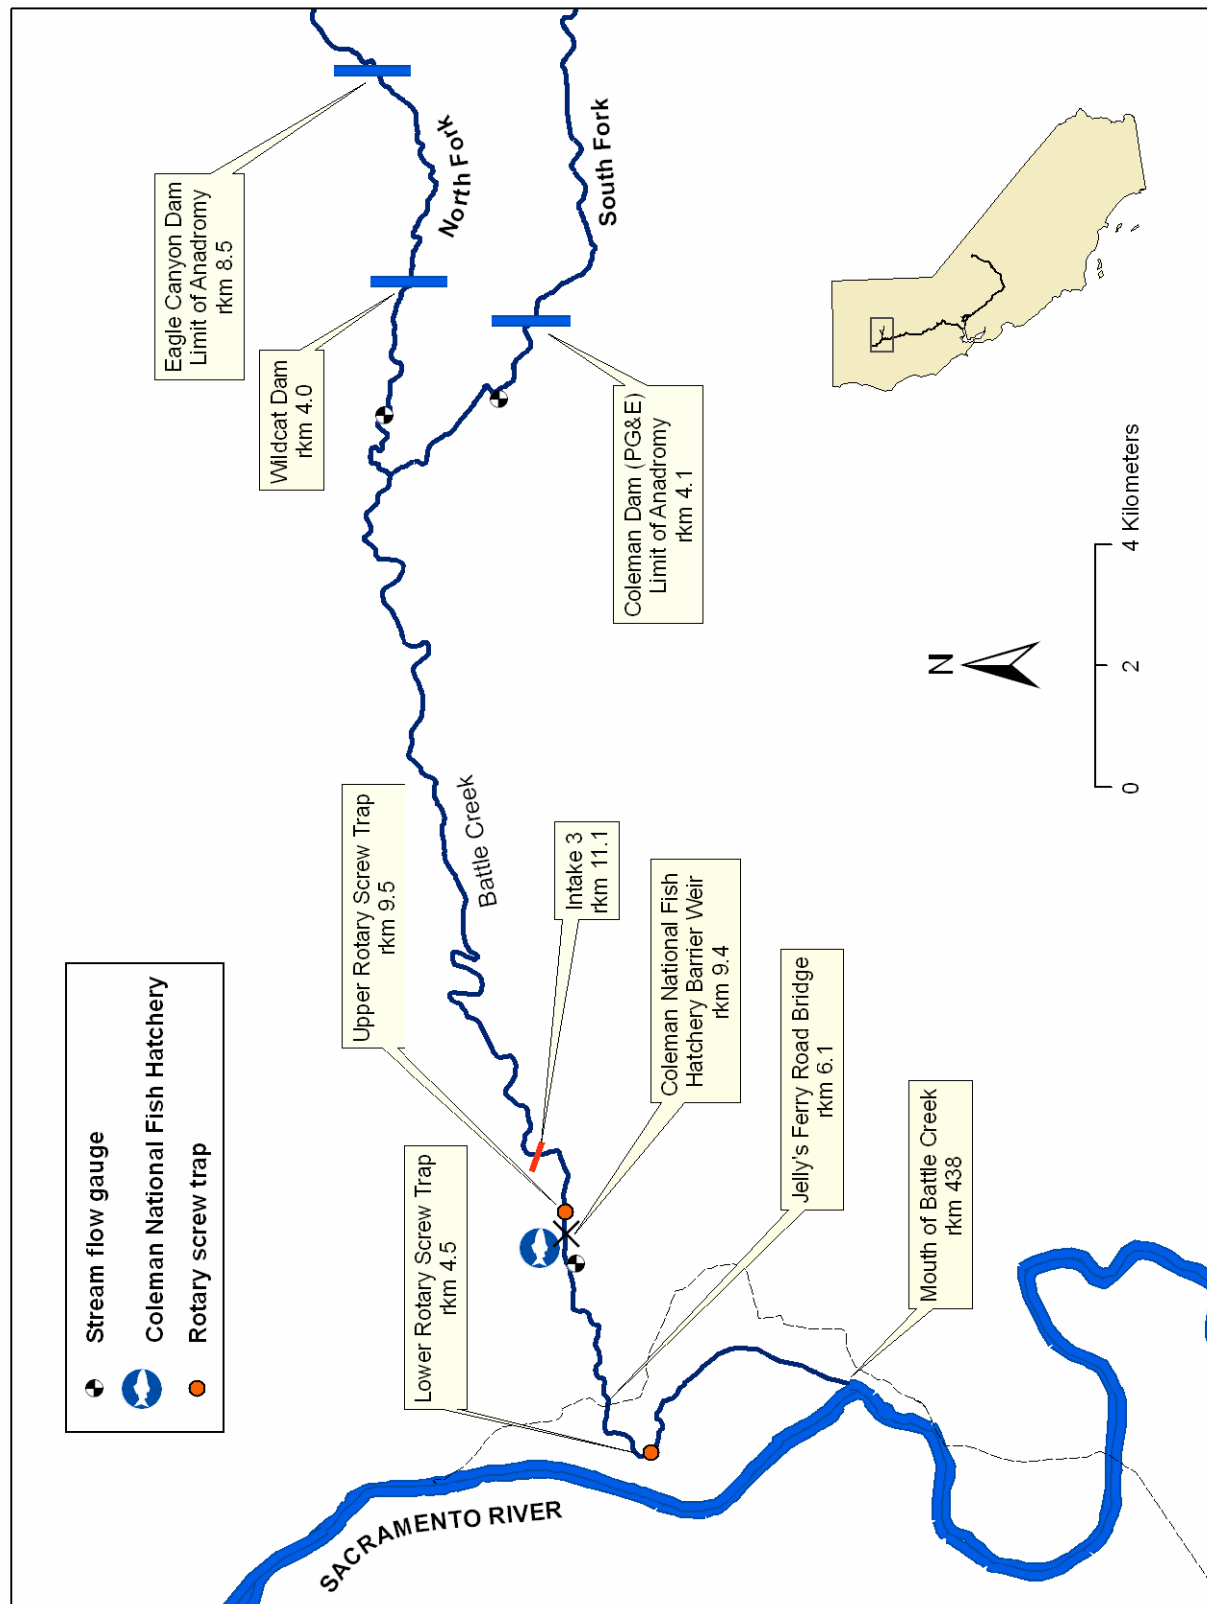 Stream flow gauge
Coleman National Fish Hatchery
Rotary screw trap
Eagle Canyon Dam
Limit of Anadromy
rkm 8.5
Wildcat Dam
rkm 4.0
North Fork
South Fork
Coleman Dam (PG&E)
Limit of Anadromy
rkm 4.1
Battle Creek
Upper Rotary Screw Trap
rkm 9.5
Intake 3
rkm 11.1
Coleman National Fish
Hatchery Barrier Weir
rkm 9.4
Lower Rotary Screw Trap
rkm 4.5
Jelly's Ferry Road Bridge
rkm 6.1
Mouth of Battle Creek
rkm 438
SACRAMENTO RIVER
N
0 2 4 Kilometers